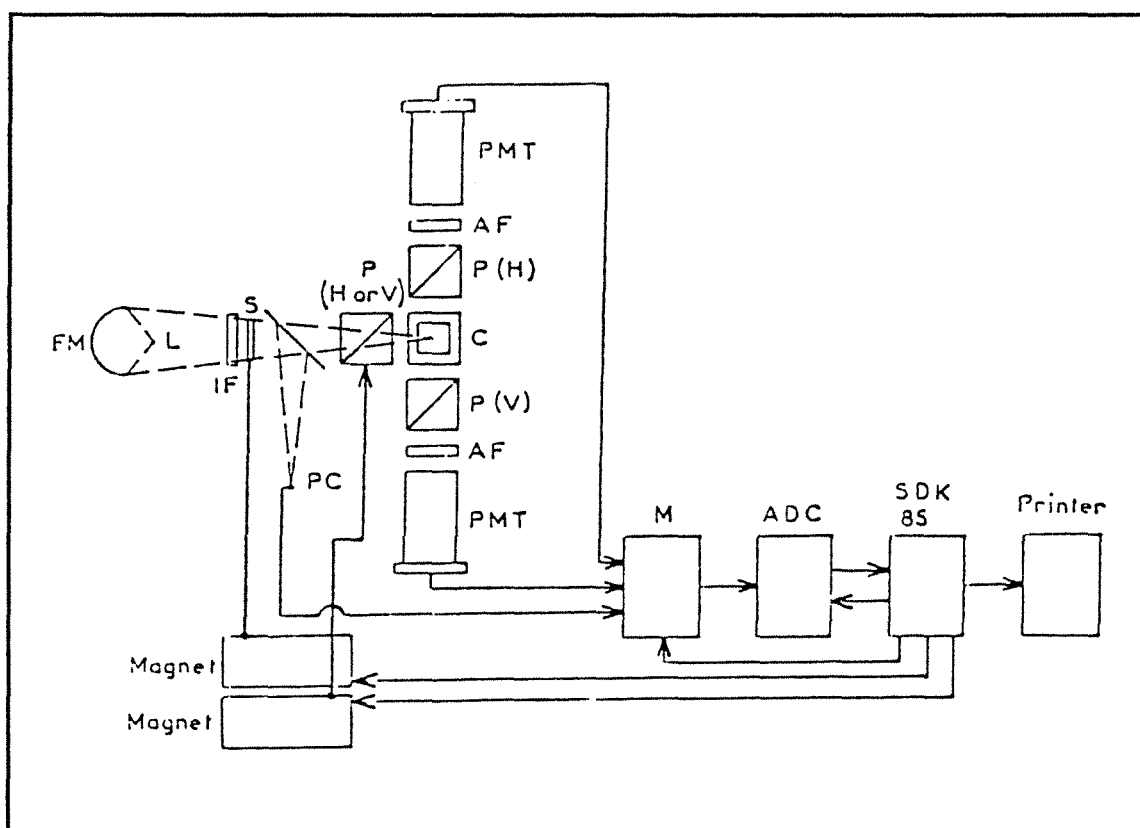 PMT
AF
P (H)
P
(H or V)
S
FM
L
C
IF
P (V)
AF
PC
PMT
M
ADC
SDK
85
Printer
Magnet
Magnet